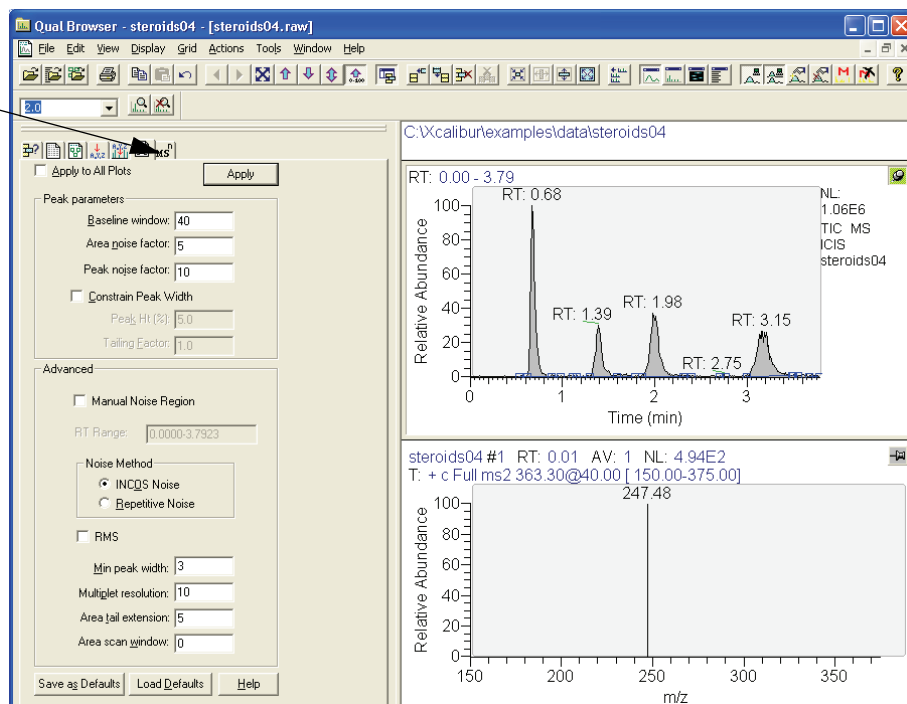 Qual Browser - steroids04 - [steroids04.raw]
File Edit View Display Grid Actions Tools Window Help
2.0
MSn
Apply to All Plots
Apply
Peak parameters
Baseline window: 40
Area noise factor: 5
Peak noise factor: 10
Constrain Peak Width
Peak Ht (%): 5.0
Tailing Factor: 1.0
Advanced
Manual Noise Region
RT Range: 0.0000-3.7923
Noise Method
INCOS Noise
Repetitive Noise
RMS
Min peak width: 3
Multiplet resolution: 10
Area tail extension: 5
Area scan window: 0
Save as Defaults Load Defaults Help
C:\Xcalibur\examples\data\steroids04
RT: 0.00 - 3.79
NL:
1.06E6
TIC MS
ICIS
steroids04
RT: 0.68
RT: 1.39
RT: 1.98
RT: 2.75
RT: 3.15
Relative Abundance
100
80
60
40
20
0
0 1 2 3
Time (min)
steroids04 #1 RT: 0.01 AV: 1 NL: 4.94E2
T: + c Full ms2 363.30@40.00 [ 150.00-375.00]
247.48
Relative Abundance
100
80
60
40
20
0
150 200 250 300 350
m/z